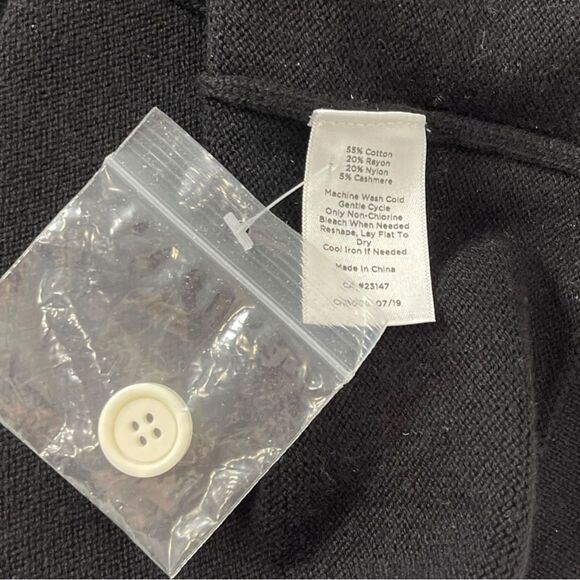 55% Cotton
20% Rayon
20% Nylon
5% Cashmere
Machine Wash Cold
Gentle Cycle
Only Non-Chlorine
Bleach When Needed
Reshape, Lay Flat To
Dry
Cool Iron If Needed
Made In China
#23147
07/19